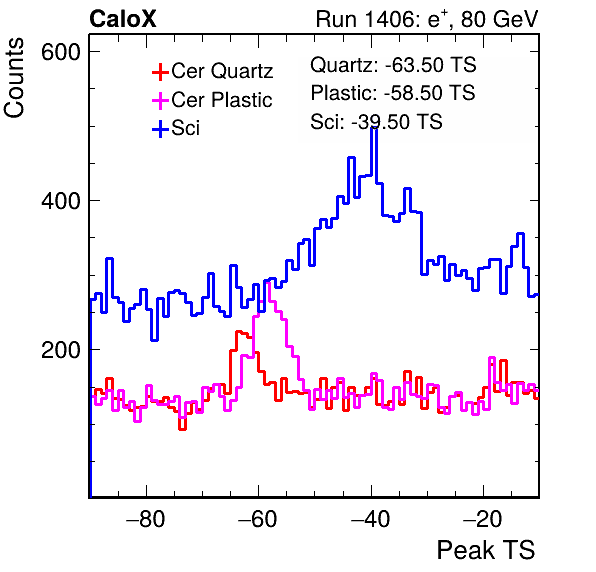 CaloX Run 1406: e⁺, 80 GeV
Counts
600
400
200
Cer Quartz
Cer Plastic
Sci
Quartz: -63.50 TS
Plastic: -58.50 TS
Sci: -39.50 TS
−80 −60 −40 −20
Peak TS